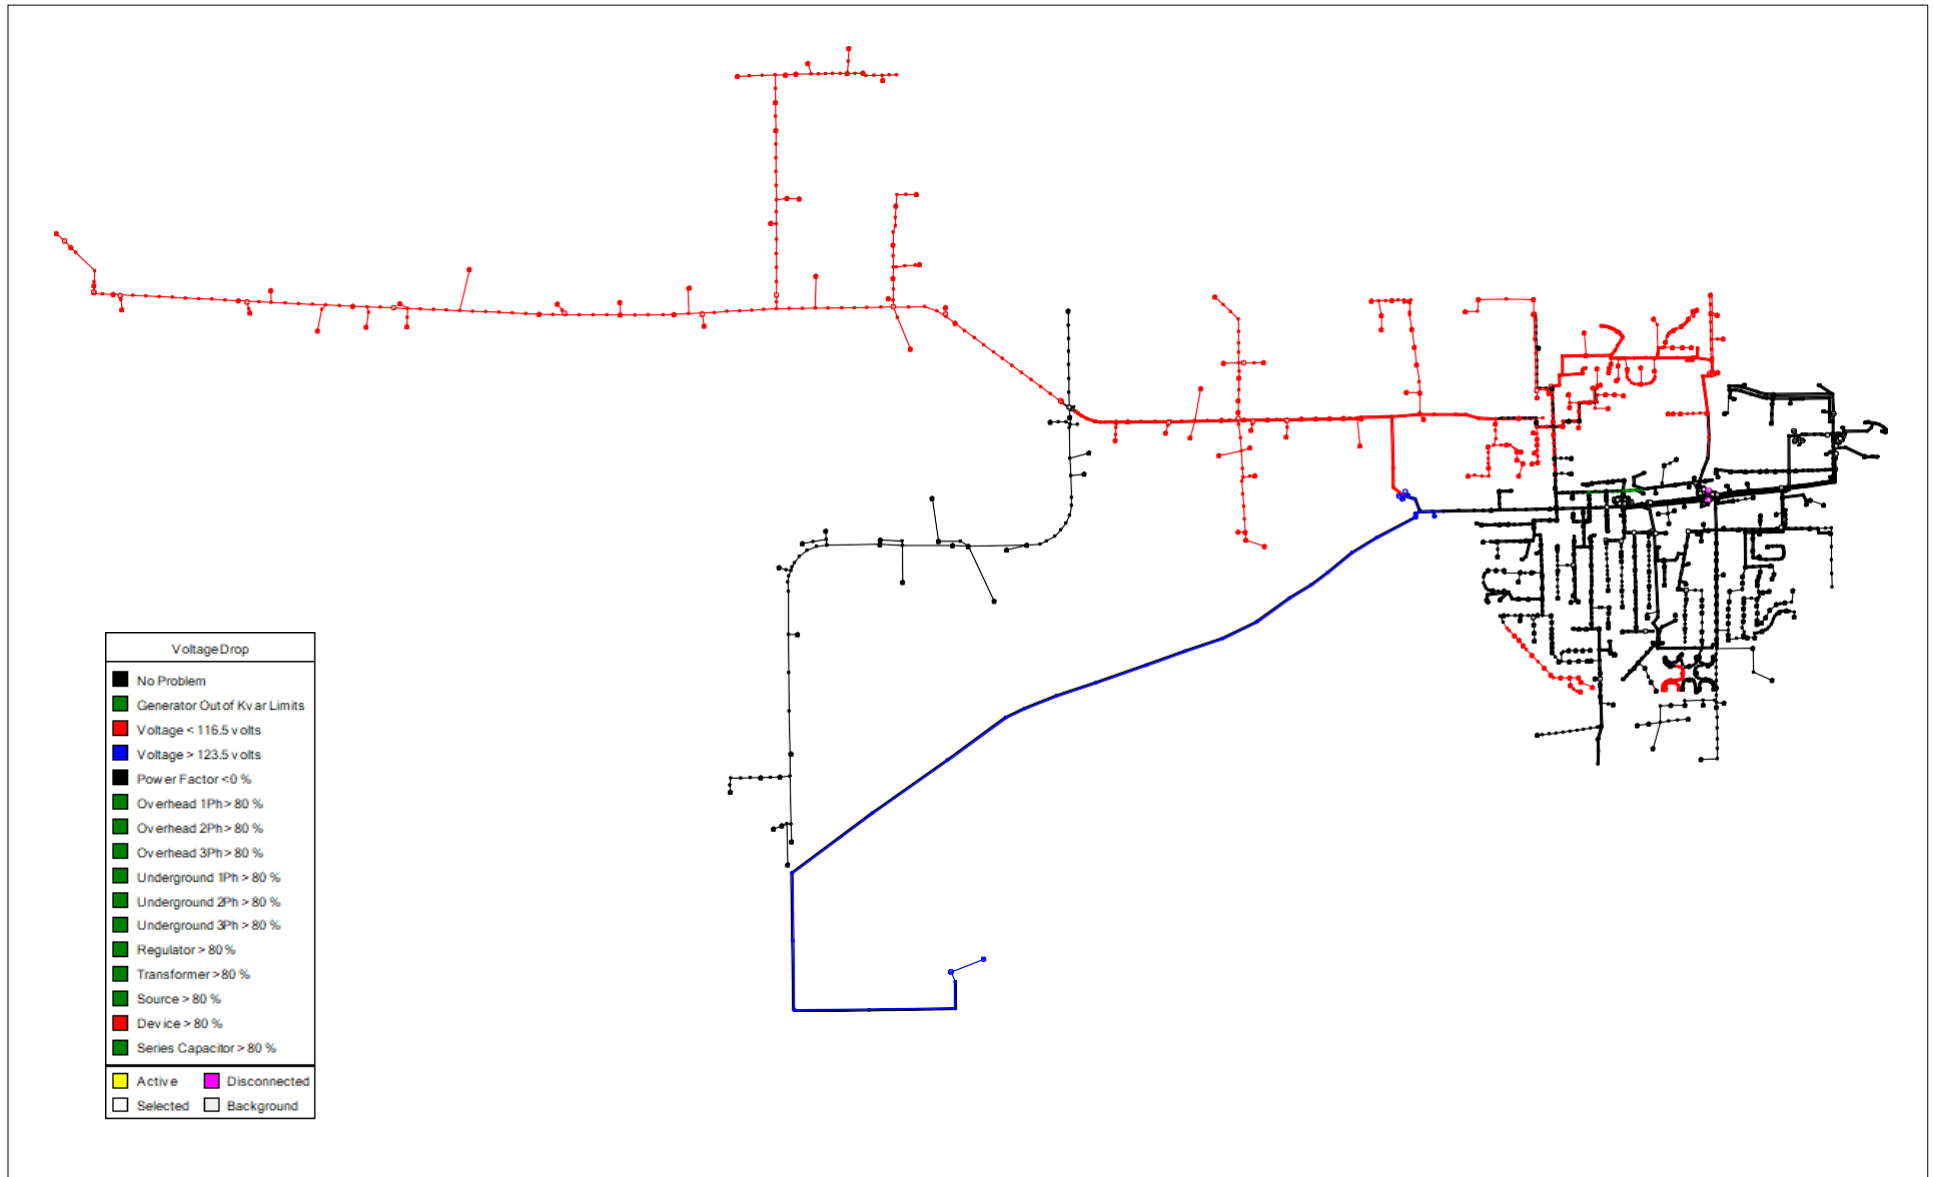 Voltage Drop
No Problem
Generator Out of Kvar Limits
Voltage < 116.5 volts
Voltage > 123.5 volts
Power Factor <0 %
Overhead 1Ph > 80 %
Overhead 2Ph > 80 %
Overhead 3Ph > 80 %
Underground 1Ph > 80 %
Underground 2Ph > 80 %
Underground 3Ph > 80 %
Regulator > 80 %
Transformer > 80 %
Source > 80 %
Device > 80 %
Series Capacitor > 80 %
Active Disconnected
Selected Background